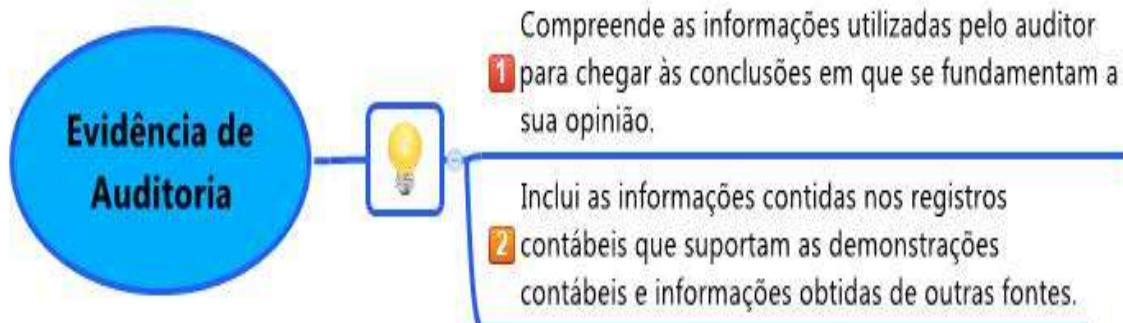 Evidência de
Auditoria
Compreende as informações utilizadas pelo auditor
1 para chegar às conclusões em que se fundamentam a
sua opinião.
Inclui as informações contidas nos registros
2 contábeis que suportam as demonstrações
contábeis e informações obtidas de outras fontes.